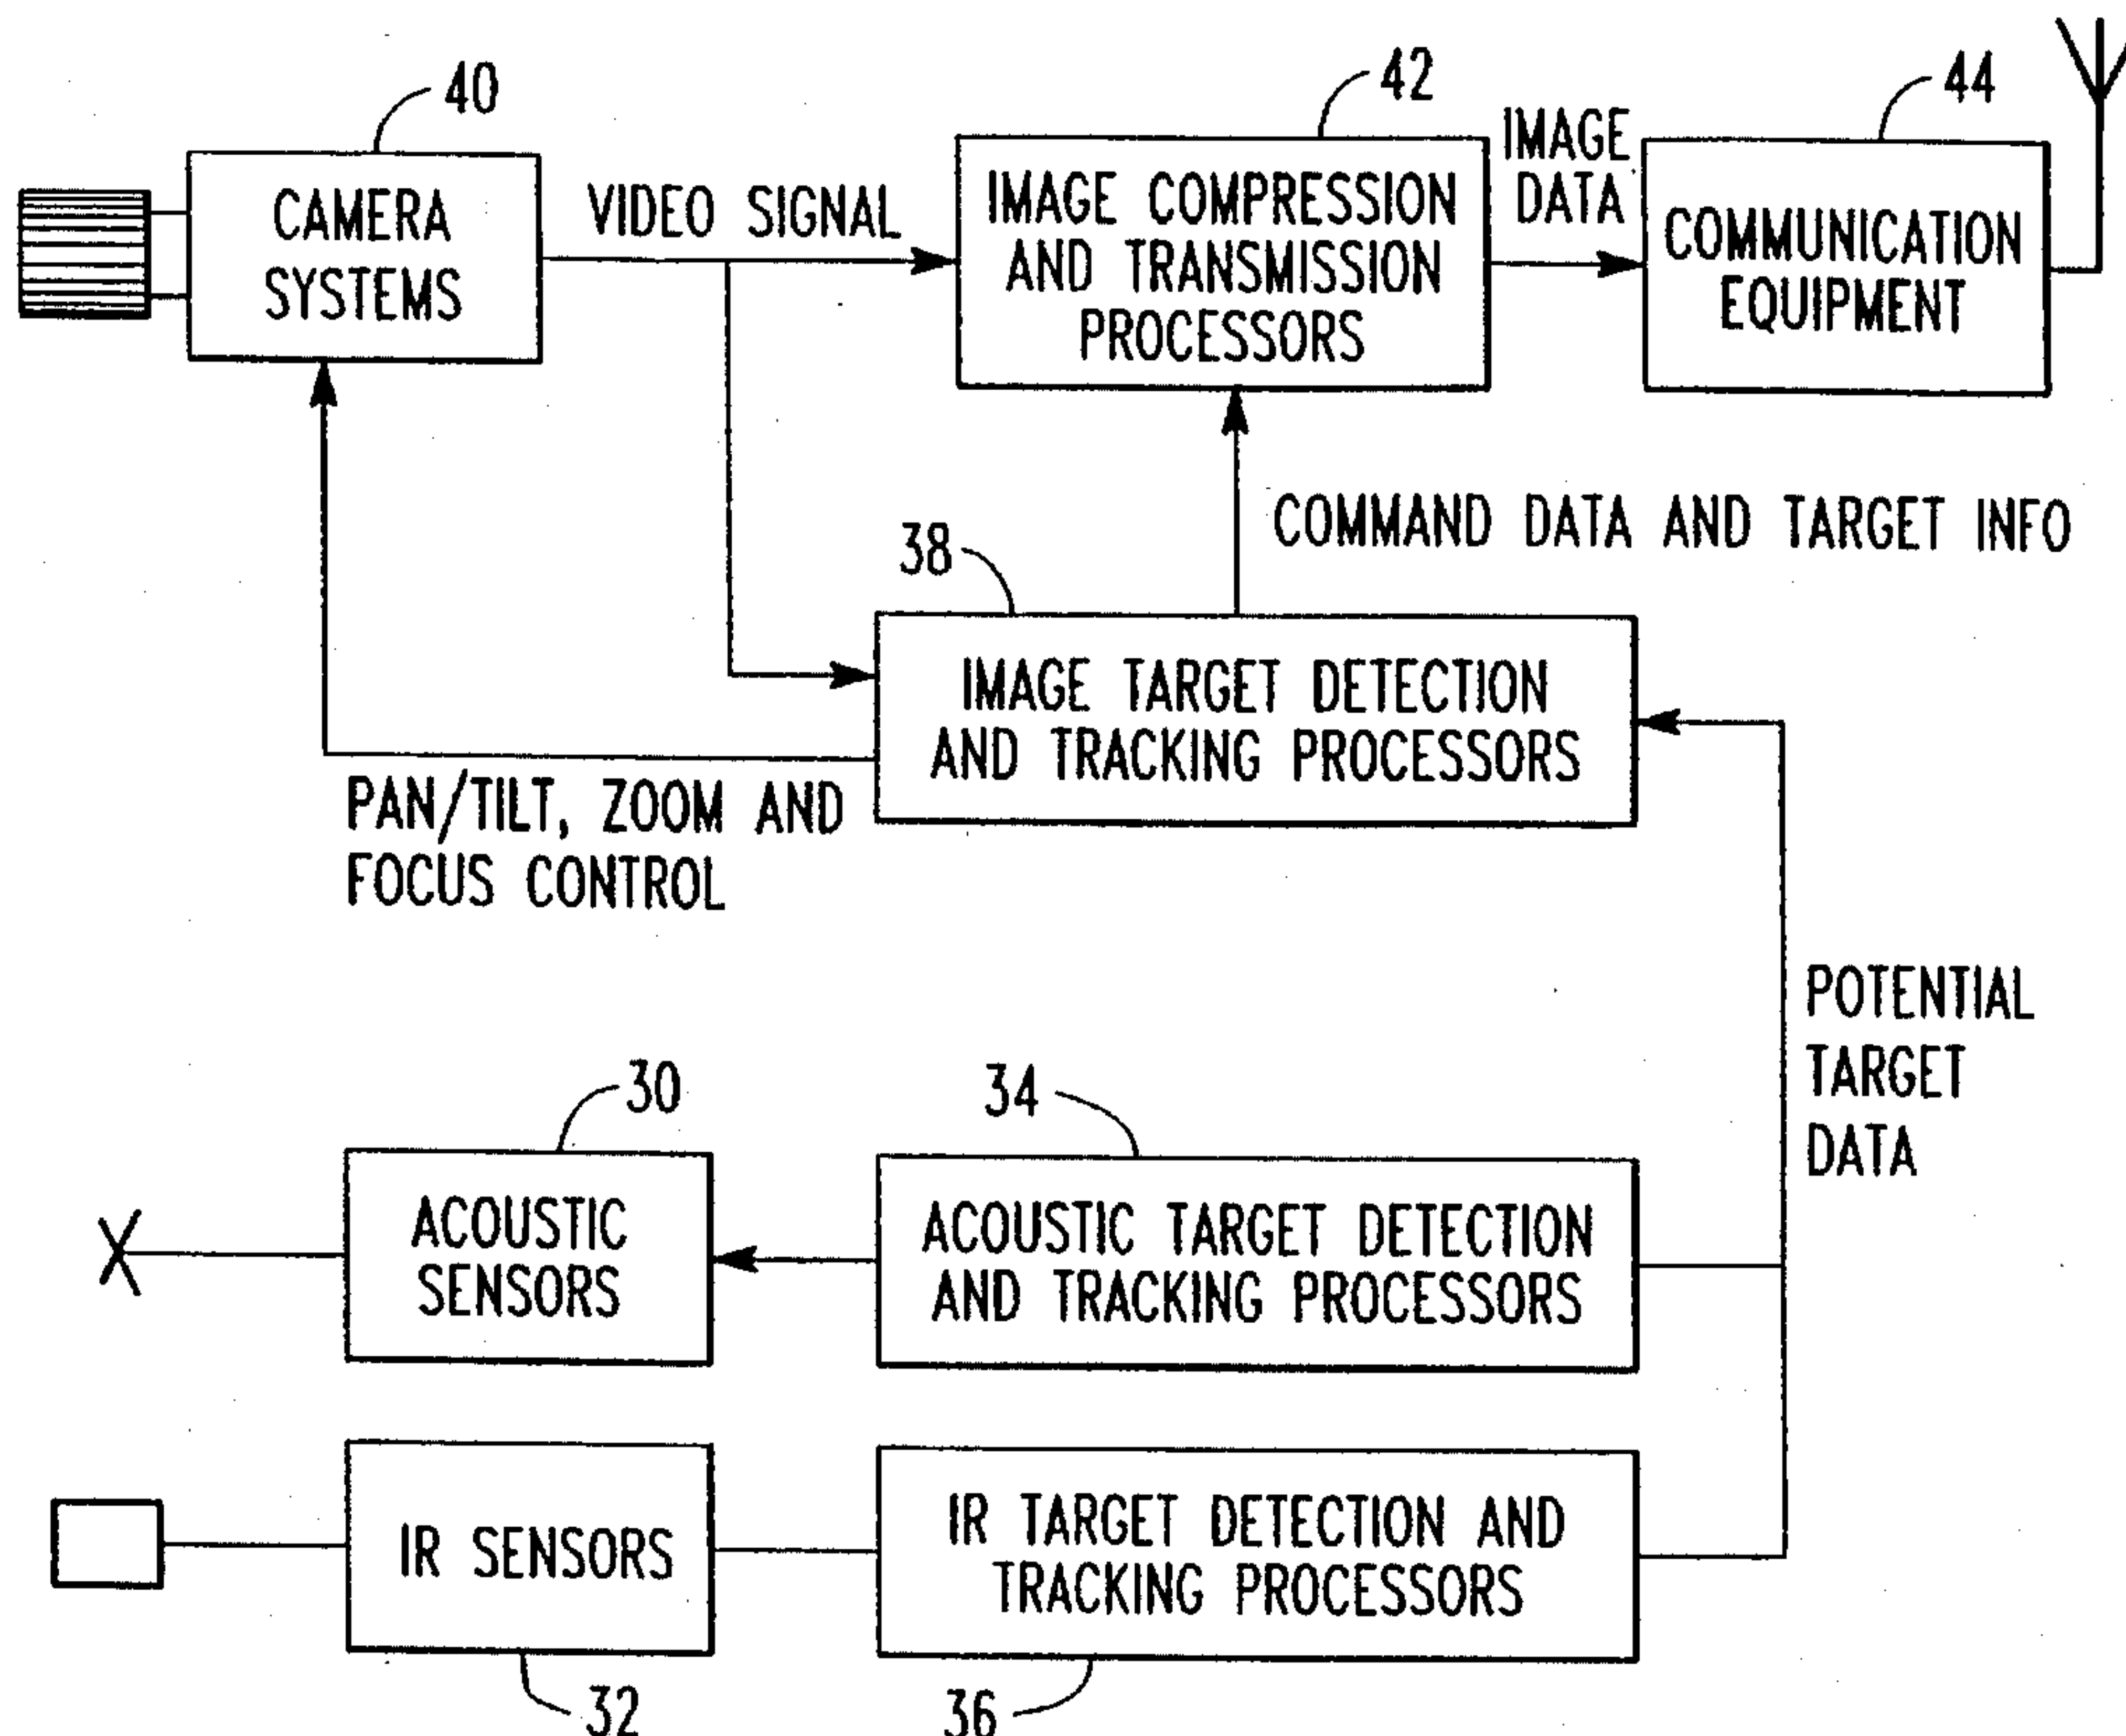 40
42
44
CAMERA
SYSTEMS
VIDEO SIGNAL
IMAGE COMPRESSION
AND TRANSMISSION
PROCESSORS
IMAGE
DATA
COMMUNICATION
EQUIPMENT
COMMAND DATA AND TARGET INFO
38
IMAGE TARGET DETECTION
AND TRACKING PROCESSORS
PAN/TILT, ZOOM AND
FOCUS CONTROL
POTENTIAL
TARGET
DATA
30
34
ACOUSTIC
SENSORS
ACOUSTIC TARGET DETECTION
AND TRACKING PROCESSORS
IR SENSORS
IR TARGET DETECTION AND
TRACKING PROCESSORS
32
36